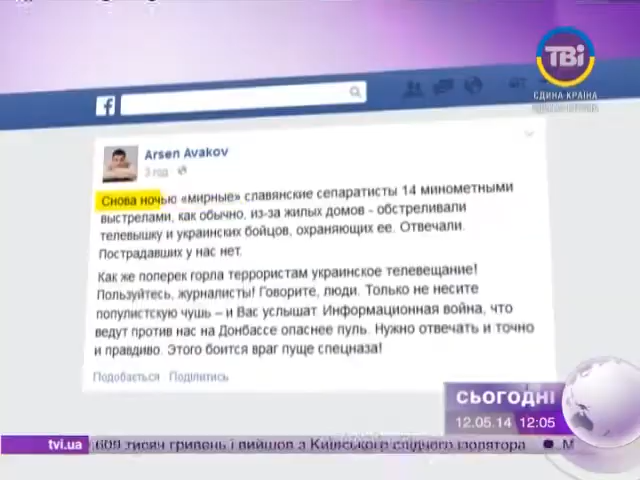 ТВі
ЄДИНА КРАЇНА
f
Arsen Avakov
3 год
Снова ночью «мирные» славянские сепаратисты 14 минометными
выстрелами, как обычно, из-за жилых домов - обстреливали
телевышку и украинских бойцов, охраняющих ее. Отвечали.
Пострадавших у нас нет.
Как же поперек горла террористам украинское телевещание!
Пользуйтесь, журналисты! Говорите, люди. Только не несите
популистскую чушь – и Вас услышат. Информационная война, что
ведут против нас на Донбассе опаснее пуль. Нужно отвечать и точно
и правдиво. Этого боится враг пуще спецназа!
Подобається Поділитись
СЬОГОДНІ
12.05.14 12:05
tvi.ua 609 тисяч гривень і вийшов з Київського слідчого ізолятора ● М